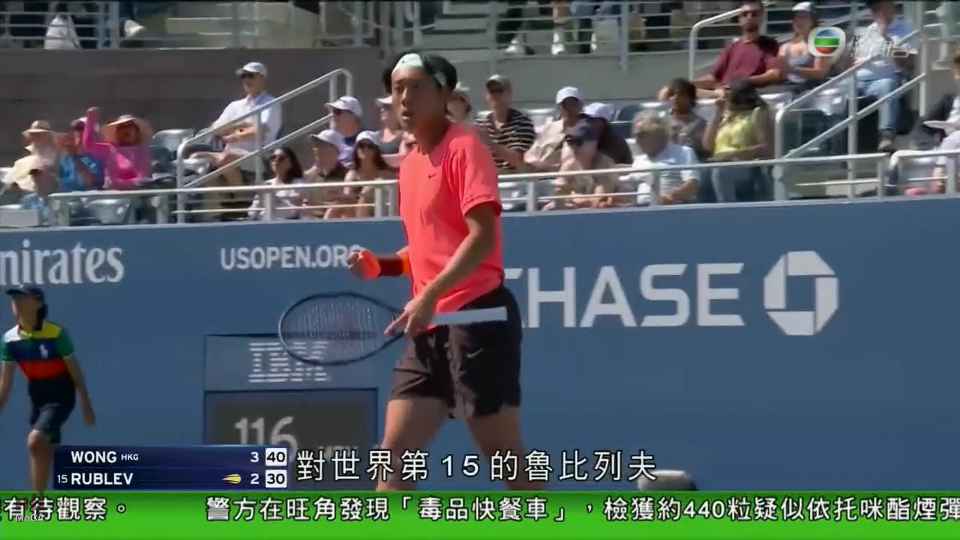 Emirates
USOPEN.ORG
CHASE
IBM
116
WONG HKG 3 40
15 RUBLEV 2 30
對世界第15的魯比列夫
有待觀察。 警方在旺角發現「毒品快餐車」，檢獲約440粒疑似依托咪酯煙彈